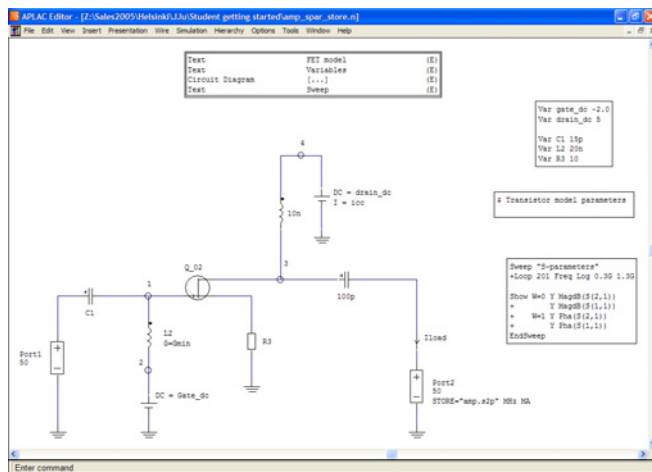 APLAC Editor - [Z:\Sales2005\Helsinki\JJu\Student getting started\amp_spar_store.n]
File Edit View Insert Presentation Wire Simulation Hierarchy Options Tools Window Help
Text FET model (E)
Text Variables (E)
Circuit Diagram [...] (E)
Text Sweep (E)
Var gate_dc -2.0
Var drain_dc 5
Var C1 15p
Var L2 20n
Var R3 10
4
DC = drain_dc
I = icc
10n
& Transistor model parameters
3
Q_02
Sweep "S-parameters"
+Loop 201 Freq Log 0.3G 1.3G
Show W=0 Y MagdB(S(2,1))
+ Y MagdB(S(1,1))
+ W=1 Y Pha(S(2,1))
+ Y Pha(S(1,1))
EndSweep
1
100p
C1
L2
G=Gmin
R3
Iload
Port1
50
2
DC = Gate_dc
Port2
50
STORE="amp.s2p" MHz MA
Enter command